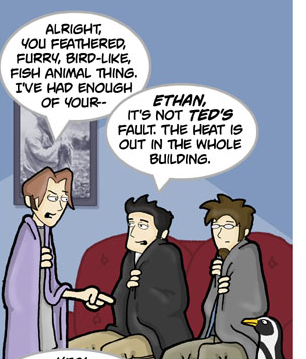 ALRIGHT,
YOU FEATHERED,
FURRY, BIRD-LIKE,
FISH ANIMAL THING.
I'VE HAD ENOUGH
OF YOUR--
ETHAN,
IT'S NOT TED'S
FAULT. THE HEAT IS
OUT IN THE WHOLE
BUILDING.